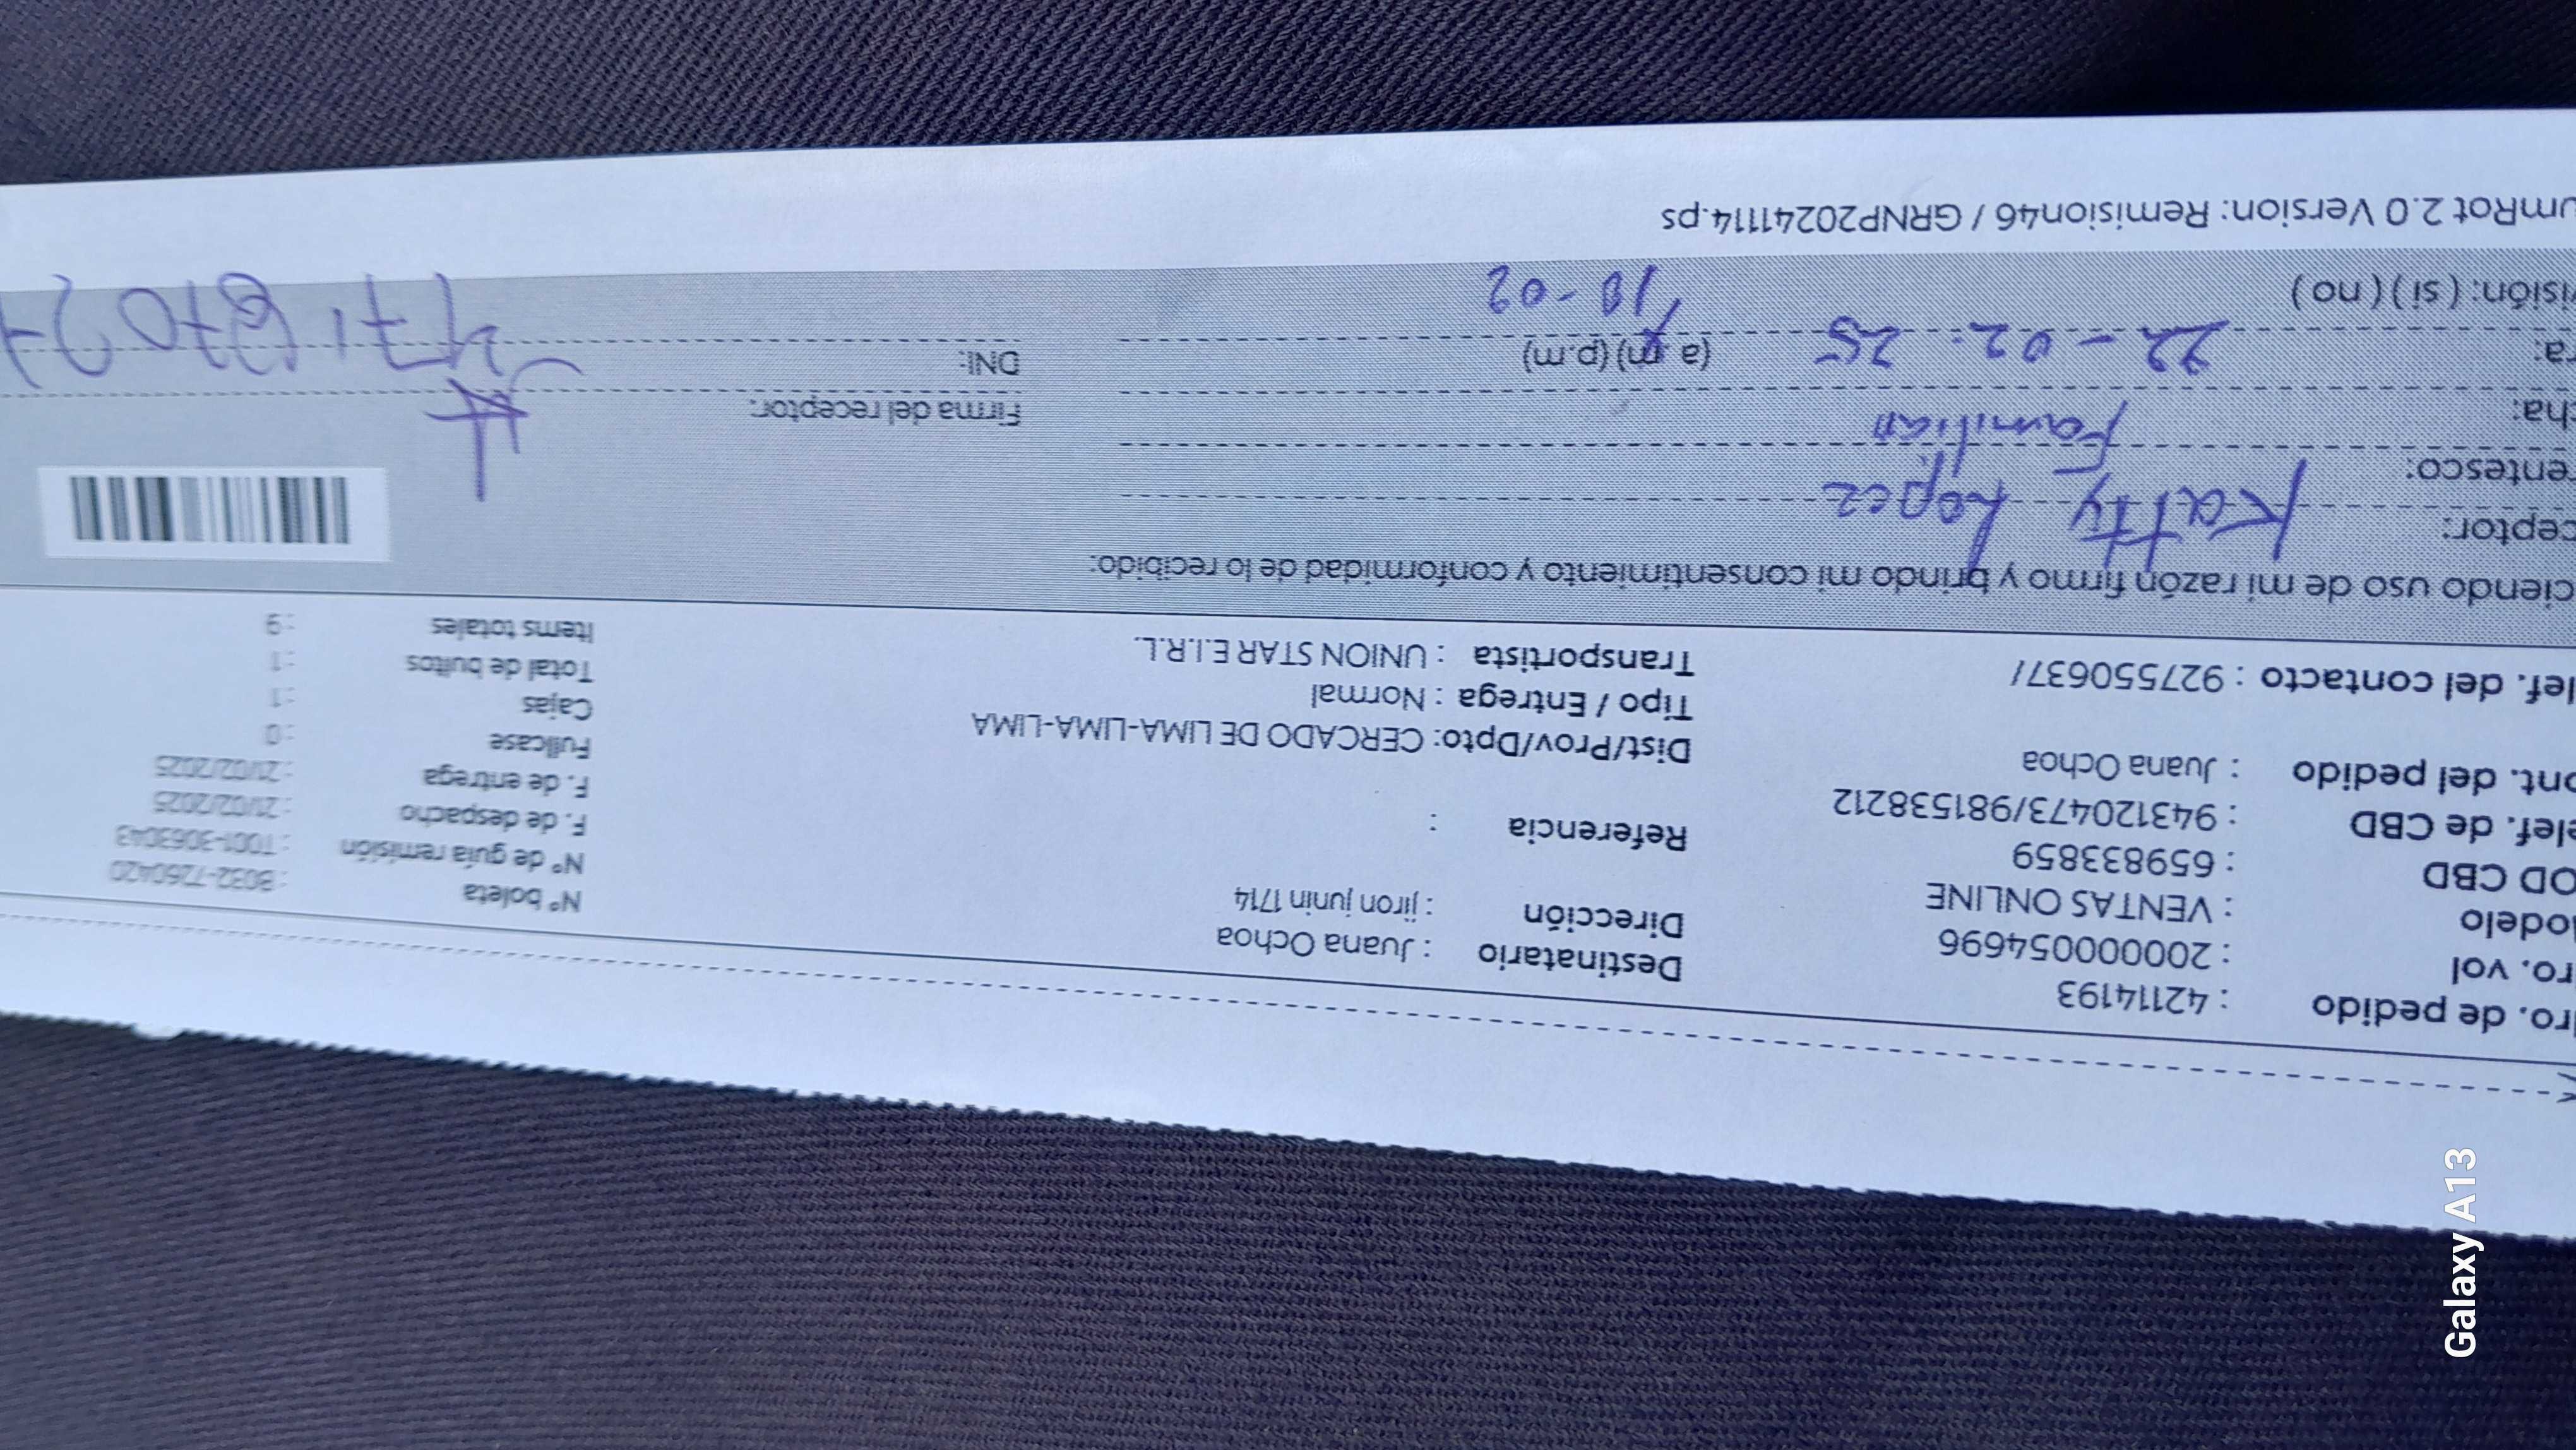 ro. de pedido : 42114193
ro. vol : 20000054696
odelo : VENTAS ONLINE
OD CBD : 659833859
elef. de CBD : 943120473/981538212
ont. del pedido : Juana Ochoa
lef. del contacto : 927550637/
Destinatario : Juana Ochoa
Dirección : jiron junin 1714
Referencia :
Dist/Prov/Dpto: CERCADO DE LIMA-LIMA-LIMA
Tipo / Entrega : Normal
Transportista : UNION STAR E.I.R.L.
N° boleta : B032-7260420
N° de guía remisión : T001-3063043
F. de despacho : 21/02/2025
F. de entrega : 21/02/2025
Fullcase : 0
Cajas : 1
Total de bultos : 1
Items totales : 9
ciendo uso de mi razón firmo y brindo mi consentimiento y conformidad de lo recibido:
ceptor: Katty Lopez
entesco: Familiar
cha: 22-02-25
ra: (a.m) (p.m) 10-02
isión: ( si ) ( no )
Firma del receptor:
DNI:
umRot 2.0 Version: Remision46 / GRNP20241114.ps
Galaxy A13